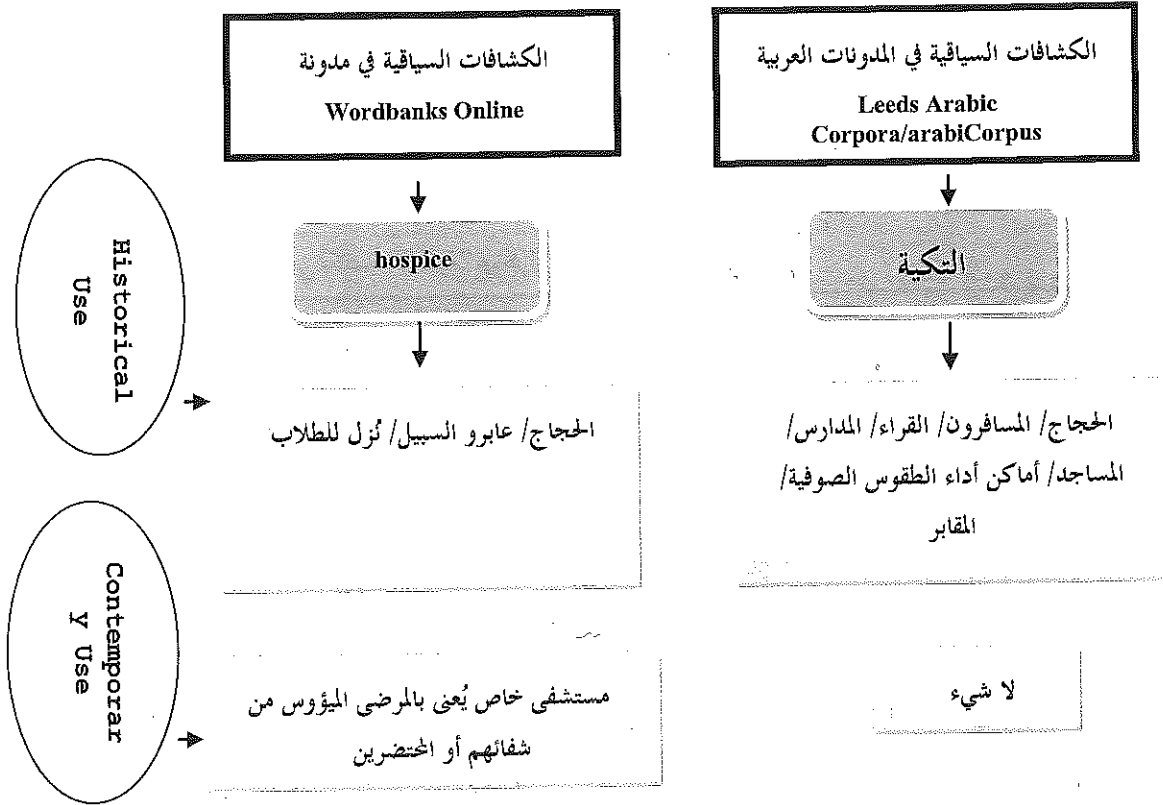 الكشافات السياقية في المدونات العربية
Leeds Arabic
Corpora/arabiCorpus
الكشافات السياقية في مدونة
Wordbanks Online
التكية
hospice
Historical
Use
الحجاج/ المسافرون/ القراء/ المدارس/
المساجد/ أماكن أداء الطقوس الصوفية/
المقابر
الحجاج/ عابرو السبيل/ نُزل للطلاب
Contemporar
y Use
لا شيء
مستشفى خاص يُعنى بالمرضى الميؤوس من
شفائهم أو المحتضرين